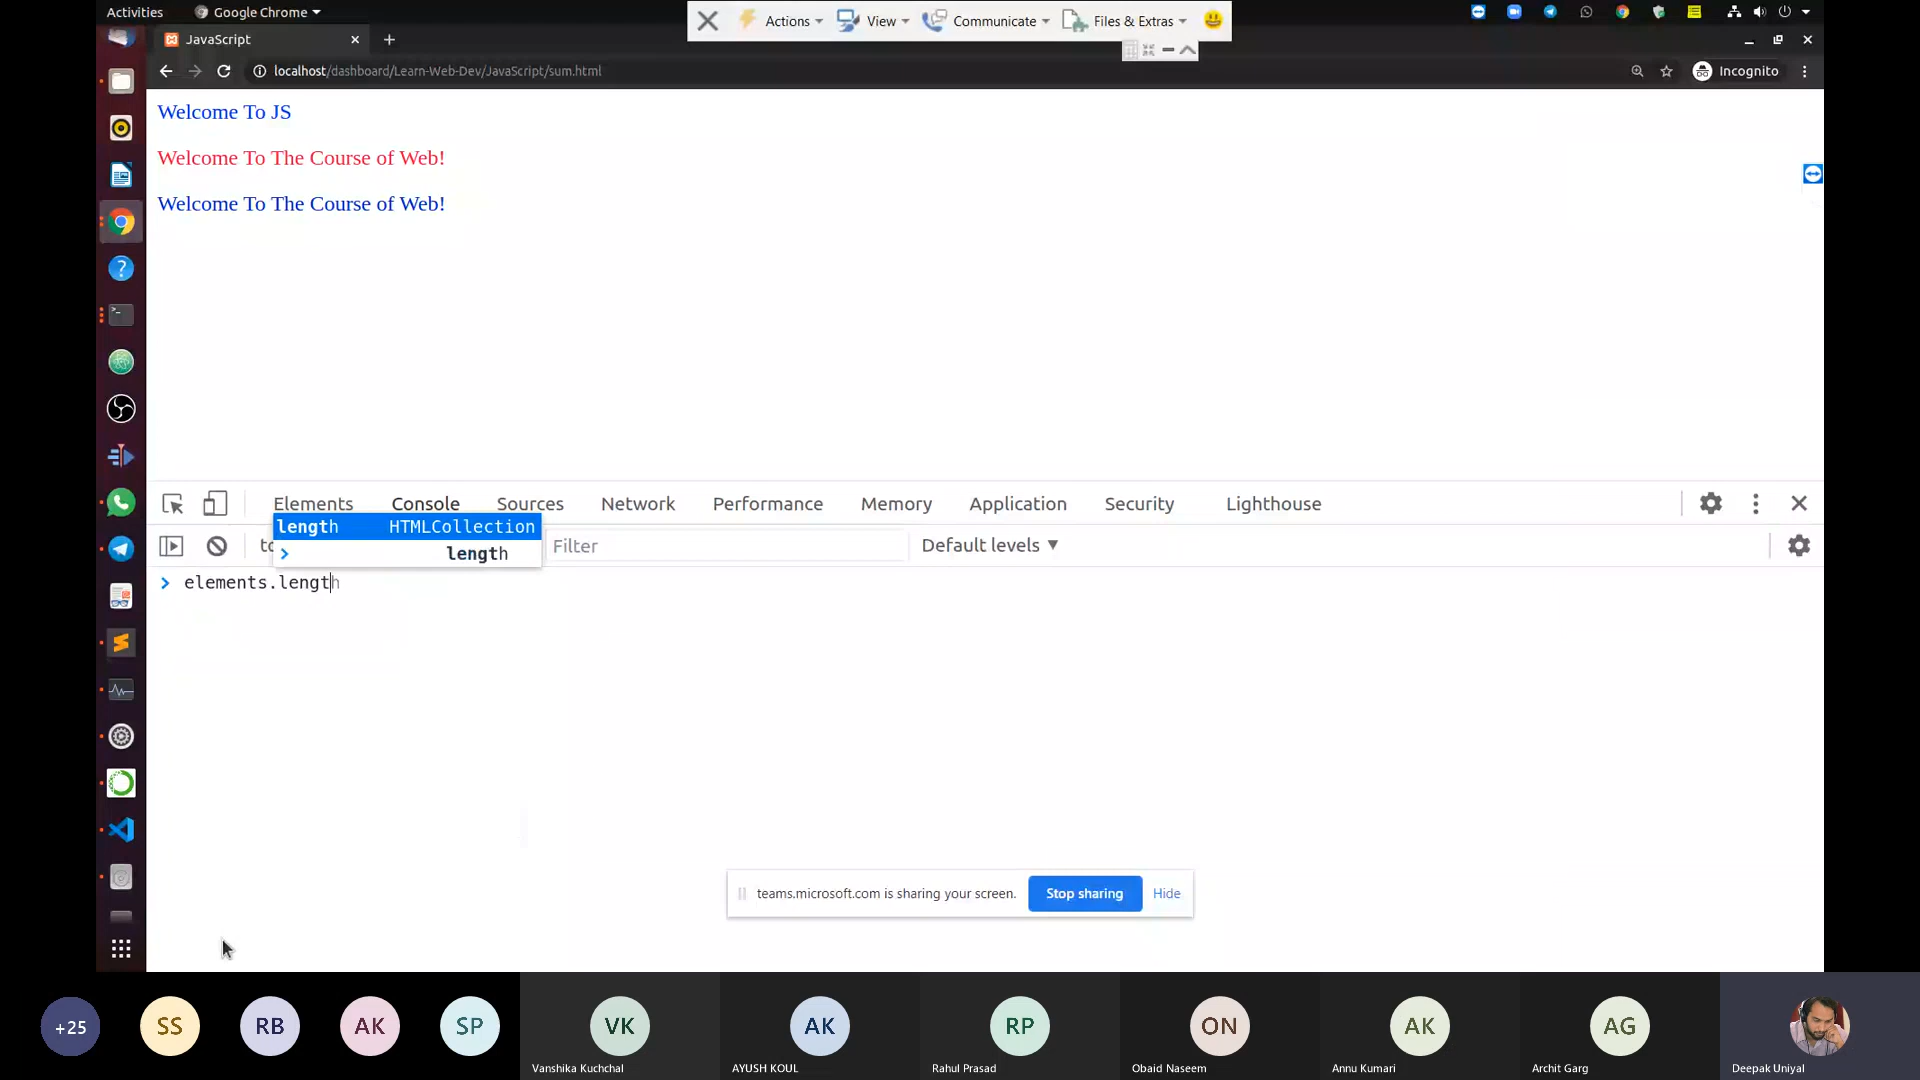 Activities
Google Chrome
Actions
View
Communicate
Files & Extras
JavaScript
localhost/dashboard/Learn-Web-Dev/JavaScript/sum.html
Incognito
Welcome To JS
Welcome To The Course of Web!
Welcome To The Course of Web!
Elements
Console
Sources
Network
Performance
Memory
Application
Security
Lighthouse
length HTMLCollection
> length
to
Filter
Default levels ▼
> elements.length
teams.microsoft.com is sharing your screen.
Stop sharing
Hide
+25
SS
RB
AK
SP
VK
AK
RP
ON
AK
AG
Vanshika Kuchchal
AYUSH KOUL
Rahul Prasad
Obaid Naseem
Annu Kumari
Archit Garg
Deepak Uniyal